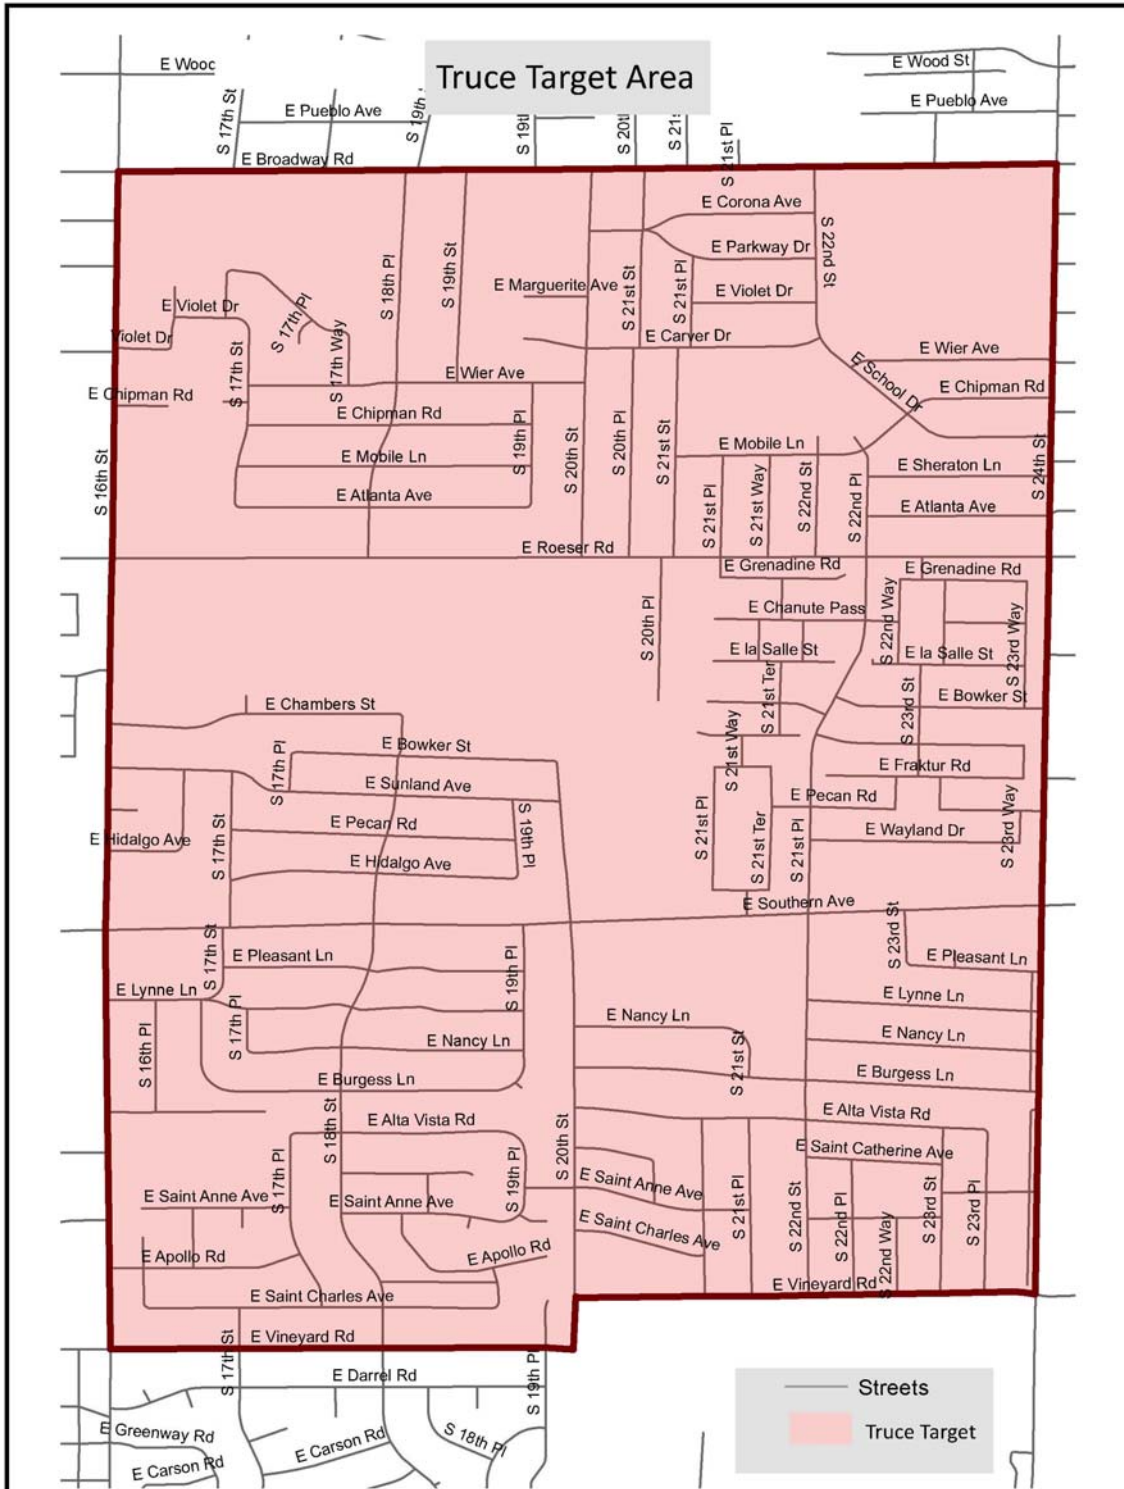 Truce Target Area
E Wooc
E Wood St
E Pueblo Ave
E Pueblo Ave
S 17th St
S 19th
S 19th
S 21st Pl
E Broadway Rd
E Corona Ave
S 22nd St
E Parkway Dr
S 18th Pl
S 19th St
E Marguerite Ave
S 21st St
S 21st Pl
E Violet Dr
E Violet Dr
S 17th Pl
Violet Dr
E Carver Dr
S 17th St
S 17th Way
E Wier Ave
E Wier Ave
E School Dr
E Chipman Rd
E Chipman Rd
E Chipman Rd
S 19th Pl
S 20th St
S 20th Pl
S 21st St
E Mobile Ln
E Mobile Ln
S 24th St
S 16th St
E Sheraton Ln
S 21st Pl
S 21st Way
S 22nd St
S 22nd Pl
E Atlanta Ave
E Atlanta Ave
E Roeser Rd
E Grenadine Rd
E Grenadine Rd
S 20th Pl
E Chanute Pass
S 22nd Way
S 23rd Way
E la Salle St
E la Salle St
S 21st Ter
S 23rd St
E Bowker St
E Chambers St
S 21st Way
E Bowker St
S 17th Pl
E Fraktur Rd
E Sunland Ave
E Pecan Rd
S 21st Pl
S 21st Ter
S 21st Pl
S 23rd Way
E Pecan Rd
S 19th Pl
E Wayland Dr
E Hidalgo Ave
S 17th St
E Hidalgo Ave
E Southern Ave
S 23rd St
S 17th St
E Pleasant Ln
S 19th Pl
E Pleasant Ln
E Lynne Ln
E Lynne Ln
S 17th Pl
E Nancy Ln
E Nancy Ln
E Nancy Ln
S 16th Pl
S 21st St
E Burgess Ln
E Burgess Ln
S 18th St
E Alta Vista Rd
E Alta Vista Rd
S 20th St
E Saint Catherine Ave
S 17th Pl
S 19th Pl
E Saint Anne Ave
E Saint Anne Ave
E Saint Anne Ave
S 21st Pl
S 22nd St
S 22nd Pl
S 22nd Way
S 23rd St
S 23rd Pl
E Saint Charles Ave
E Apollo Rd
E Apollo Rd
E Vineyard Rd
E Saint Charles Ave
E Vineyard Rd
S 17th St
E Darrel Rd
S 19th Pl
Streets
Truce Target
E Greenway Rd
E Carson Rd
S 18th Pl
E Carson Rd